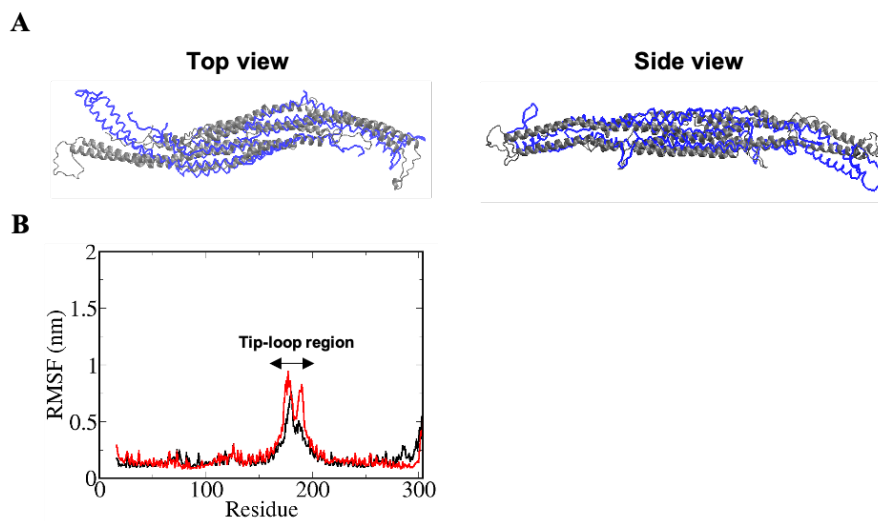 A
Top view
Side view
B
2
1.5
1
0.5
0
RMSF (nm)
Tip-loop region
0
100
200
300
Residue